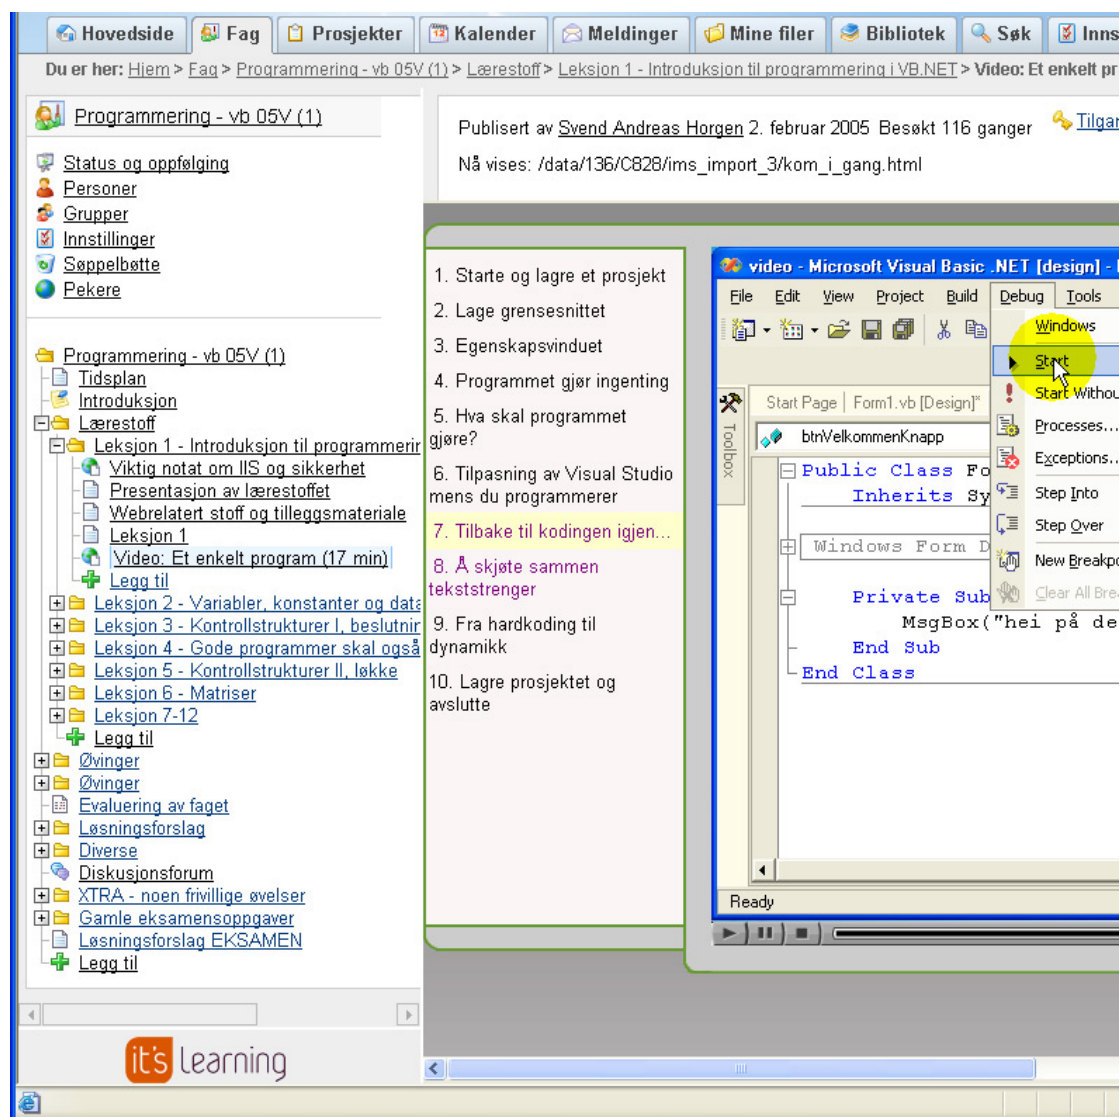 Hovedside Fag Prosjekter Kalender Meldinger Mine filer Bibliotek Søk Inns
Du er her: Hjem > Fag > Programmering - vb 05V (1) > Lærestoff > Leksjon 1 - Introduksjon til programmering i VB.NET > Video: Et enkelt pr
Programmering - vb 05V (1)
Status og oppfølging
Personer
Grupper
Innstillinger
Søppelbøtte
Pekere
Programmering - vb 05V (1)
Tidsplan
Introduksjon
Lærestoff
Leksjon 1 - Introduksjon til programmerin
Viktig notat om IIS og sikkerhet
Presentasjon av lærestoffet
Webrelatert stoff og tilleggsmateriale
Leksjon 1
Video: Et enkelt program (17 min)
Legg til
Leksjon 2 - Variabler, konstanter og data
Leksjon 3 - Kontrollstrukturer I, beslutnin
Leksjon 4 - Gode programmer skal også
Leksjon 5 - Kontrollstrukturer II, løkke
Leksjon 6 - Matriser
Leksjon 7-12
Legg til
Øvinger
Øvinger
Evaluering av faget
Løsningsforslag
Diverse
Diskusjonsforum
XTRA - noen frivillige øvelser
Gamle eksamensoppgaver
Løsningsforslag EKSAMEN
Legg til
it's learning
Publisert av Svend Andreas Horgen 2. februar 2005 Besøkt 116 ganger Tilgan
Nå vises: /data/136/C828/ims_import_3/kom_i_gang.html
1. Starte og lagre et prosjekt
2. Lage grensesnittet
3. Egenskapsvinduet
4. Programmet gjør ingenting
5. Hva skal programmet
gjøre?
6. Tilpasning av Visual Studio
mens du programmerer
7. Tilbake til kodingen igjen...
8. Å skjøte sammen
tekststrenger
9. Fra hardkoding til
dynamikk
10. Lagre prosjektet og
avslutte
video - Microsoft Visual Basic .NET [design] -
File Edit View Project Build Debug Tools
Windows
Start
Start Withou
Processes...
Exceptions..
Step Into
Step Over
New Breakpo
Clear All Brea
Toolbox
Start Page Form1.vb [Design]*
btnVelkommenKnapp
Public Class Fo
Inherits Sy
Windows Form D
Private Sub
MsgBox("hei på de
End Sub
End Class
Ready